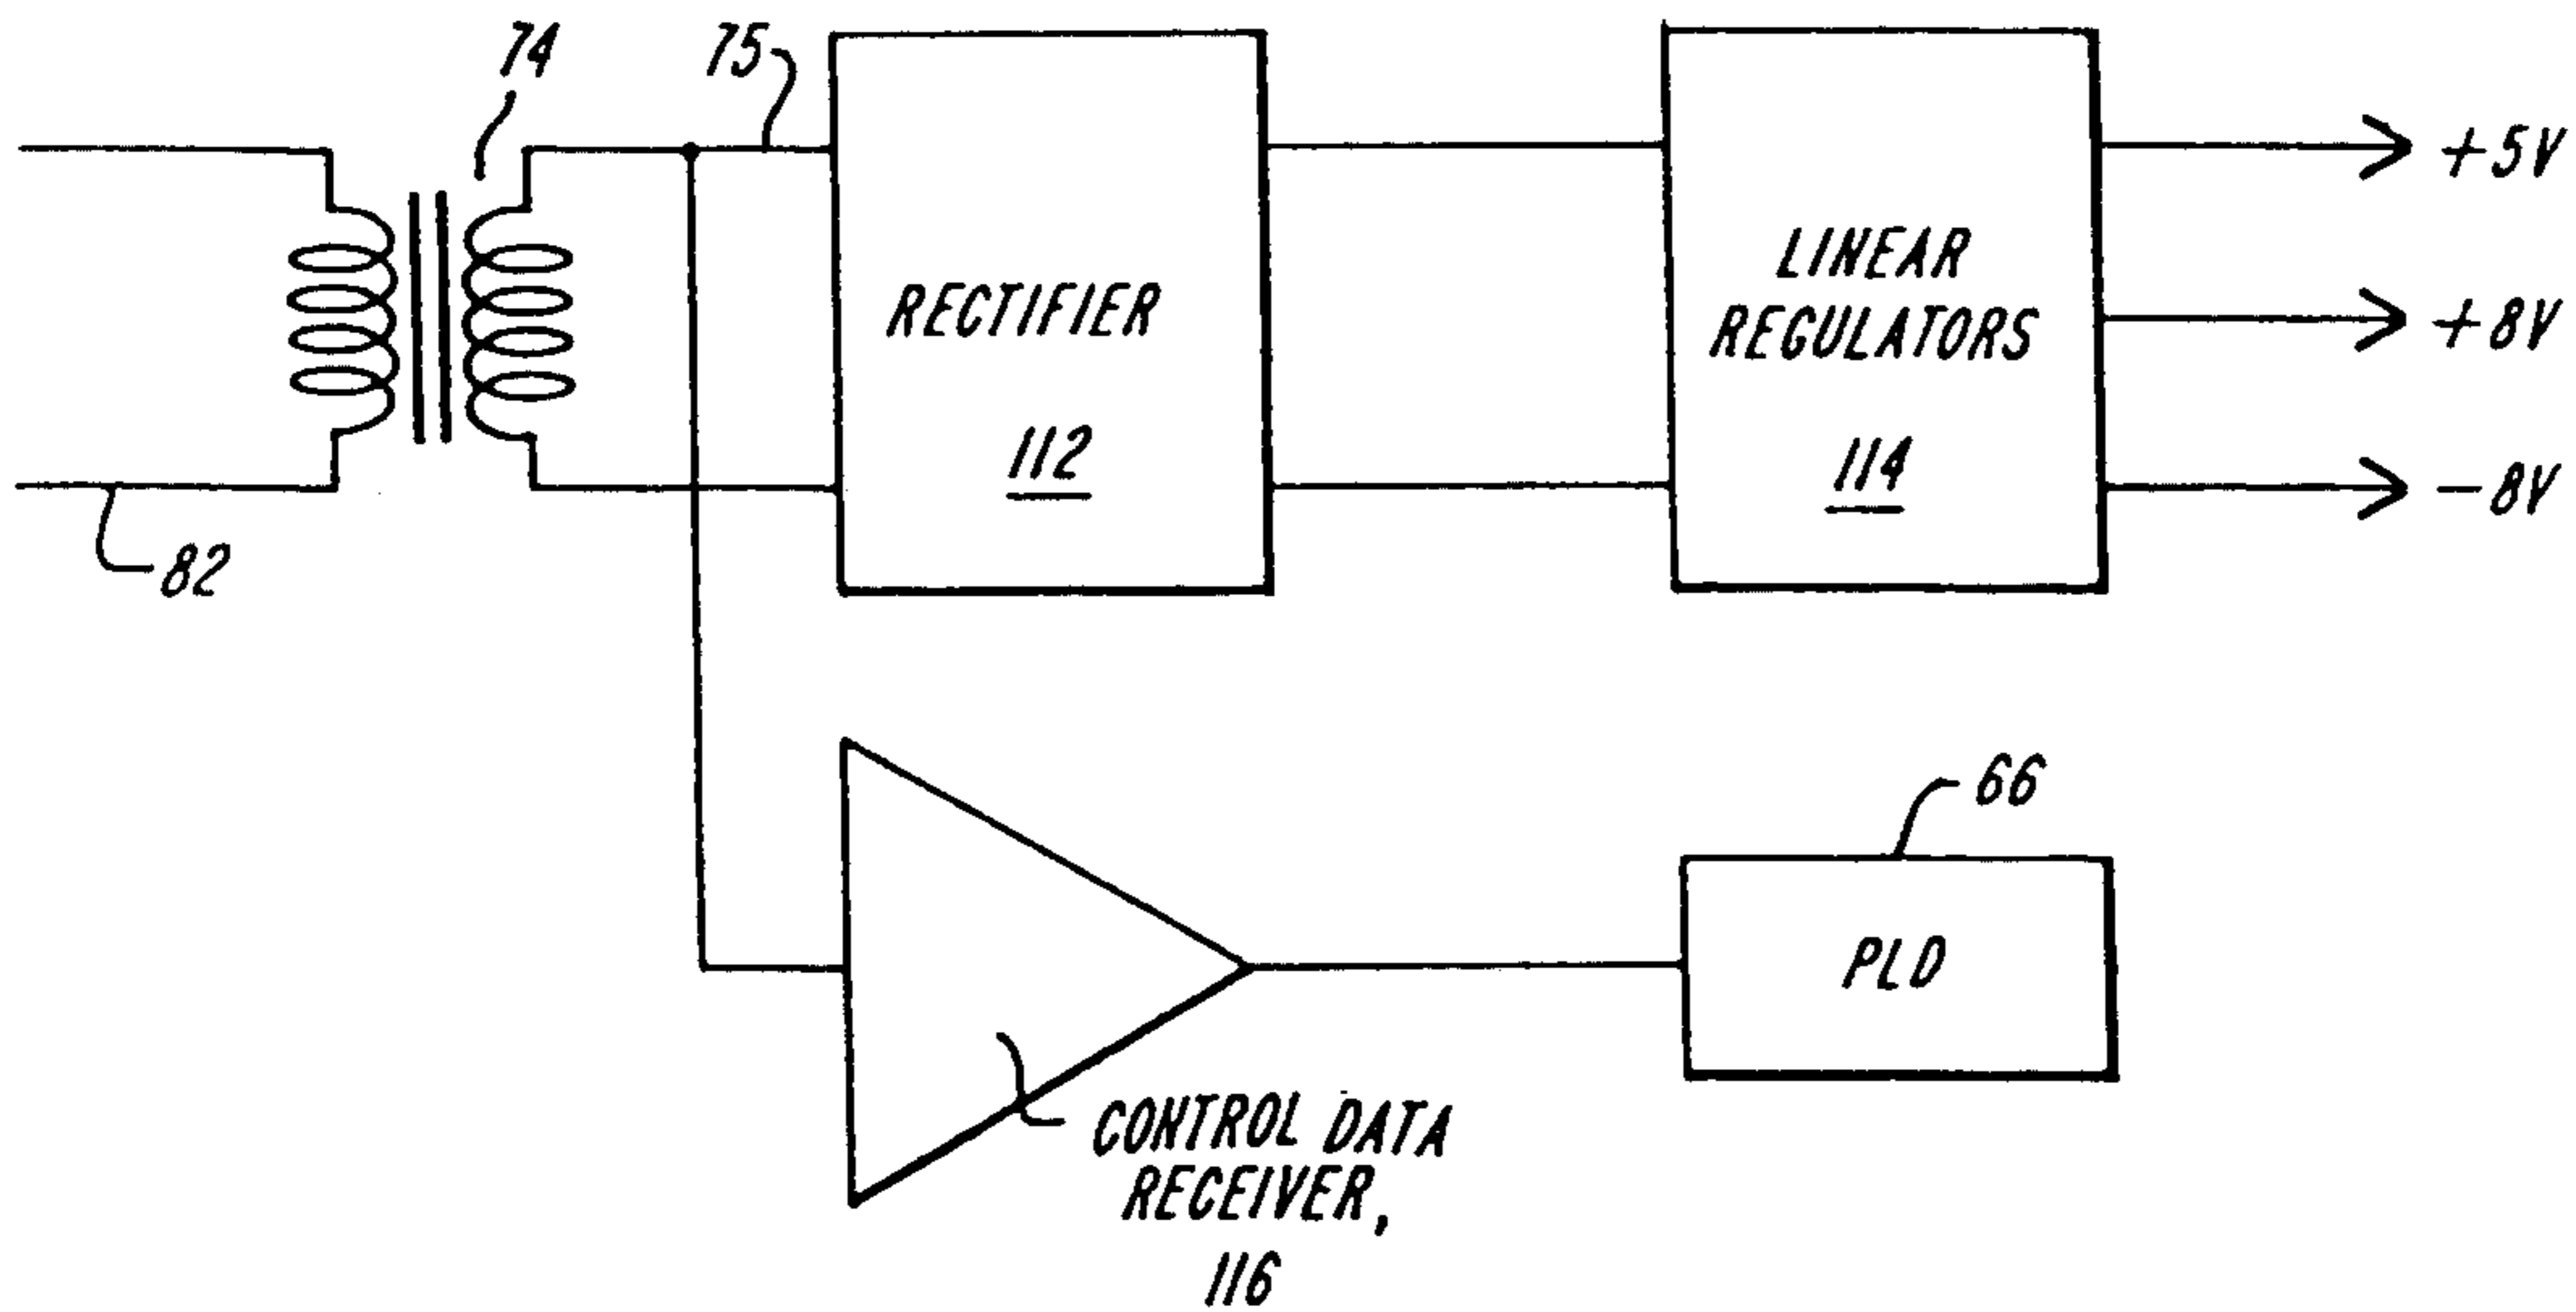 74
75
82
RECTIFIER
112
LINEAR
REGULATORS
114
+5V
+8V
-8V
66
PLD
CONTROL DATA
RECEIVER,
116